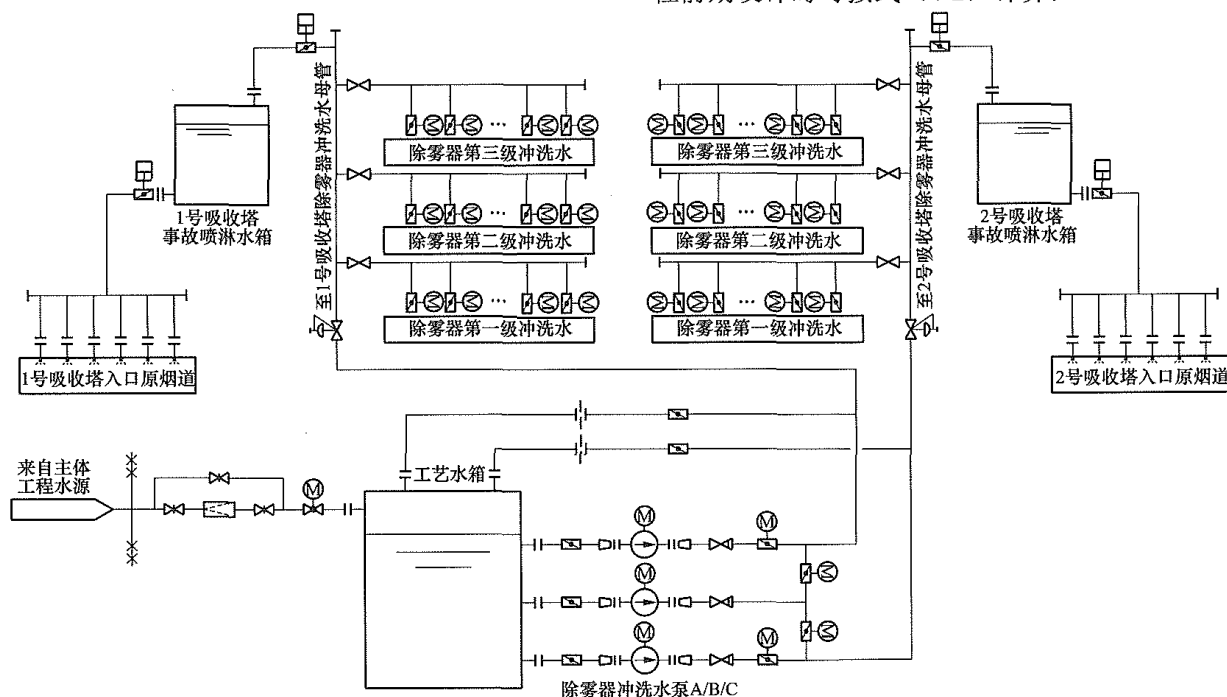 至1号吸收塔除雾器冲洗水母管
至2号吸收塔除雾器冲洗水母管
M M … M M
M M … M M
除雾器第三级冲洗水
除雾器第三级冲洗水
1号吸收塔
事故喷淋水箱
2号吸收塔
事故喷淋水箱
M M … M M
M M … M M
除雾器第二级冲洗水
除雾器第二级冲洗水
M M … M M
M M … M M
除雾器第一级冲洗水
除雾器第一级冲洗水
1号吸收塔入口原烟道
2号吸收塔入口原烟道
来自主体
工程水源
M
工艺水箱
M
M
M
M
M
M
M
除雾器冲洗水泵A/B/C